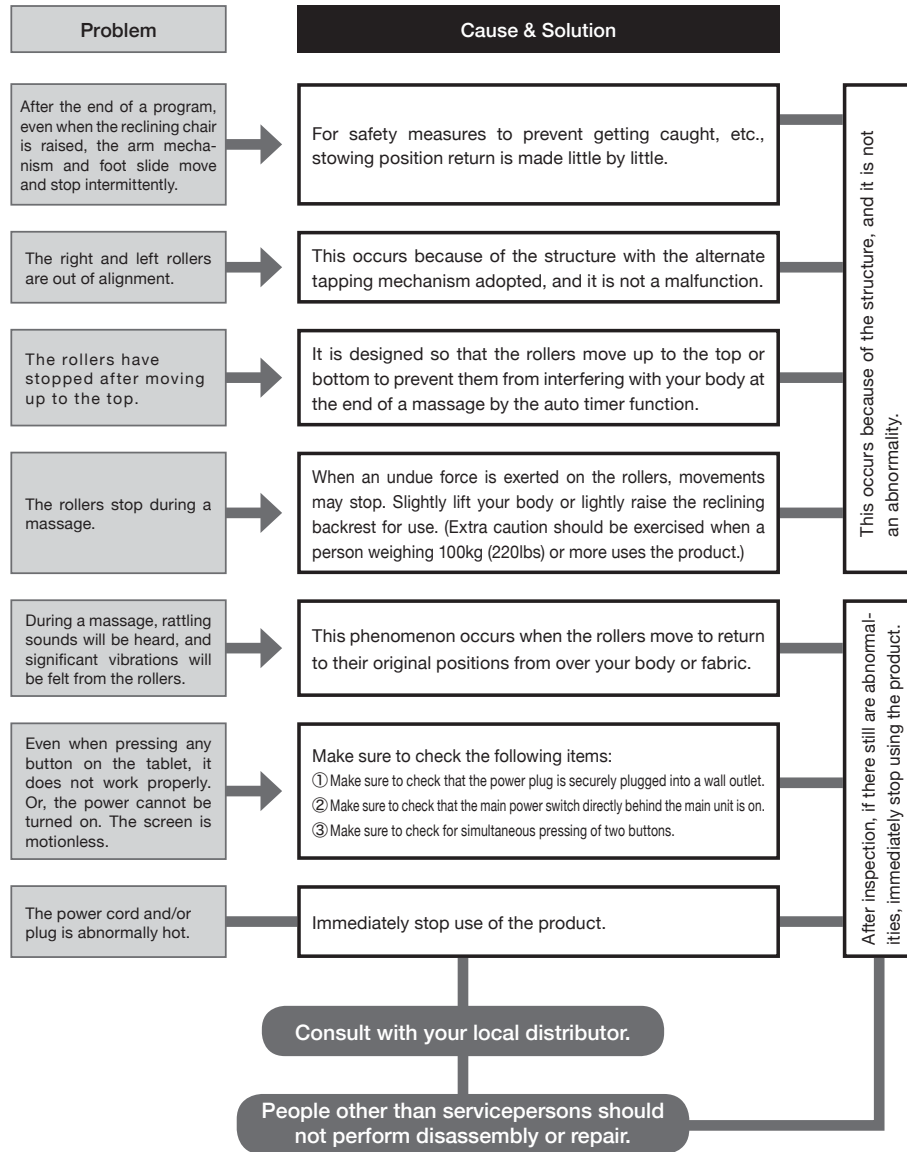 Problem
Cause & Solution
After the end of a program,
even when the reclining chair
is raised, the arm mecha-
nism and foot slide move
and stop intermittently.
For safety measures to prevent getting caught, etc.,
stowing position return is made little by little.
The right and left rollers
are out of alignment.
This occurs because of the structure with the alternate
tapping mechanism adopted, and it is not a malfunction.
The rollers have
stopped after moving
up to the top.
It is designed so that the rollers move up to the top or
bottom to prevent them from interfering with your body at
the end of a massage by the auto timer function.
The rollers stop during a
massage.
When an undue force is exerted on the rollers, movements
may stop. Slightly lift your body or lightly raise the reclining
backrest for use. (Extra caution should be exercised when a
person weighing 100kg (220lbs) or more uses the product.)
This occurs because of the structure, and it is not
an abnormality.
During a massage, rattling
sounds will be heard, and
significant vibrations will
be felt from the rollers.
This phenomenon occurs when the rollers move to return
to their original positions from over your body or fabric.
Even when pressing any
button on the tablet, it
does not work properly.
Or, the power cannot be
turned on. The screen is
motionless.
Make sure to check the following items:
① Make sure to check that the power plug is securely plugged into a wall outlet.
② Make sure to check that the main power switch directly behind the main unit is on.
③ Make sure to check for simultaneous pressing of two buttons.
The power cord and/or
plug is abnormally hot.
Immediately stop use of the product.
After inspection, if there still are abnormal-
ities, immediately stop using the product.
Consult with your local distributor.
People other than servicepersons should
not perform disassembly or repair.